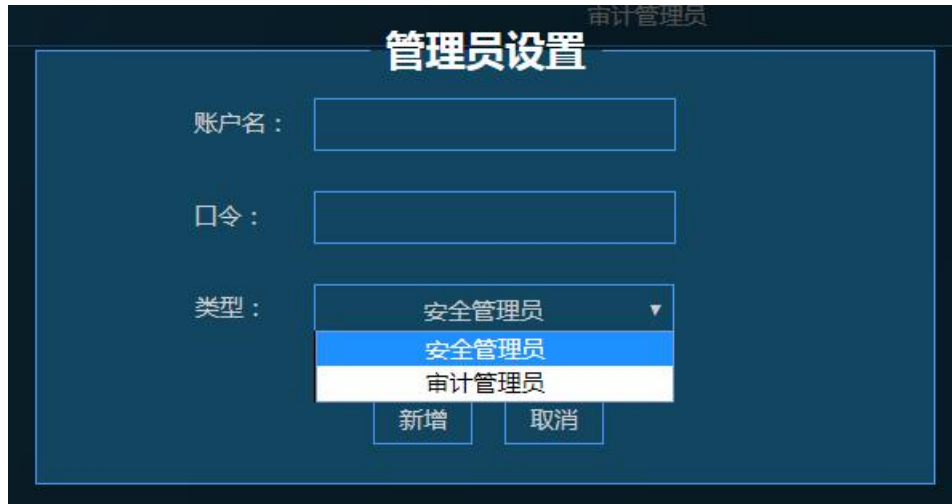 审计管理员
管理员设置
账户名：
口令：
类型： 安全管理员 ▼
安全管理员
审计管理员
新增 取消